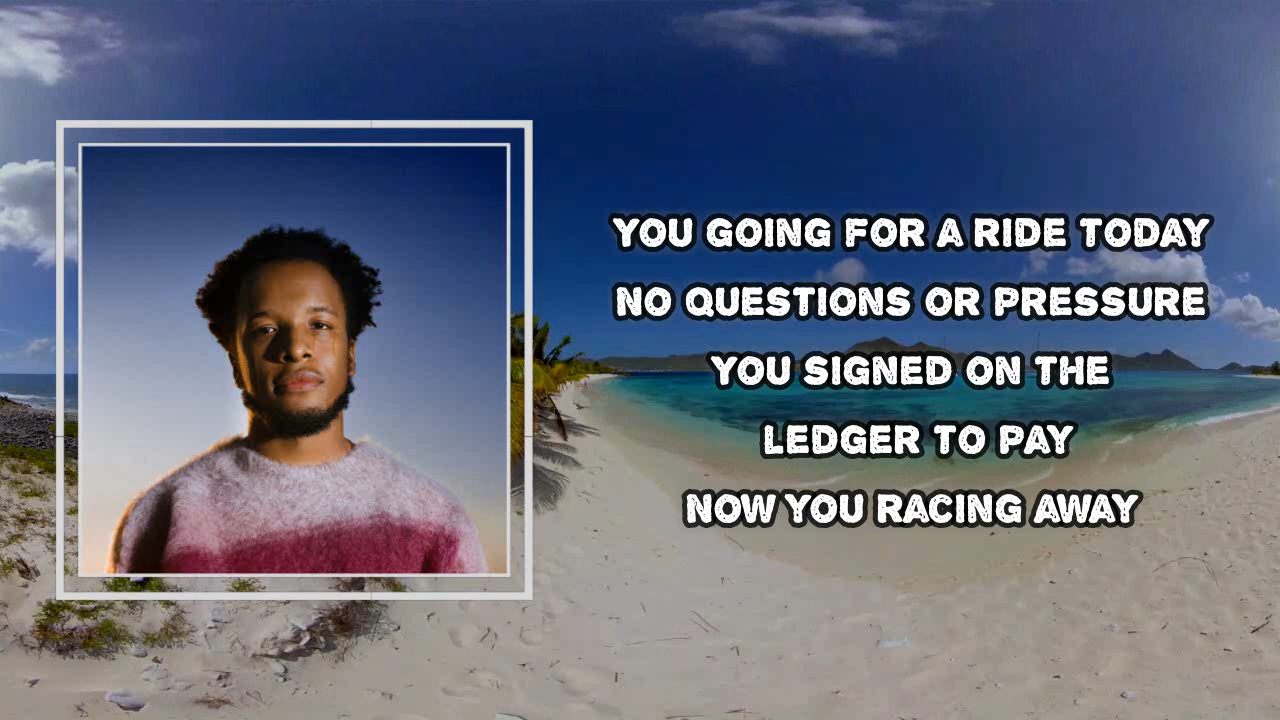 YOU GOING FOR A RIDE TODAY
NO QUESTIONS OR PRESSURE
YOU SIGNED ON THE
LEDGER TO PAY
NOW YOU RACING AWAY